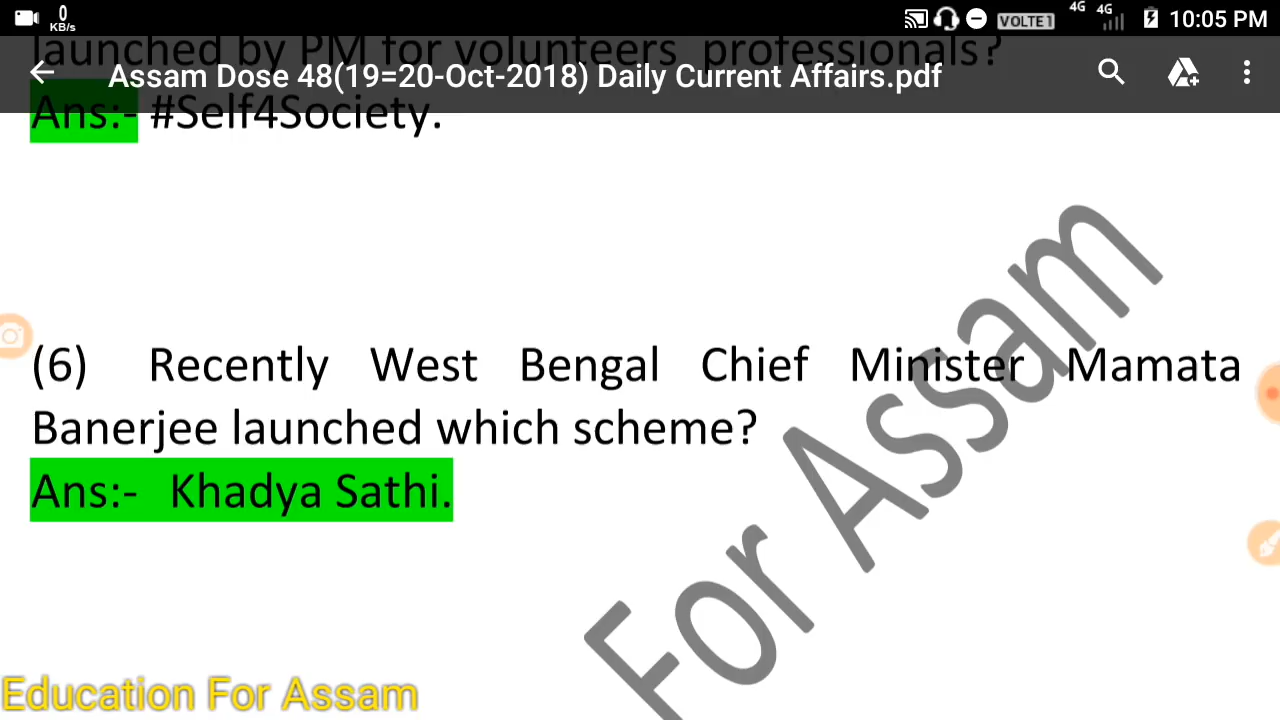 0
KB/s
VOLTE1
4G 4G
10:05 PM
launched by PM for volunteers professionals?
Assam Dose 48(19=20-Oct-2018) Daily Current Affairs.pdf
Ans:- #Self4Society.
(6) Recently West Bengal Chief Minister Mamata
Banerjee launched which scheme?
Ans:- Khadya Sathi.
For Assam
Education For Assam